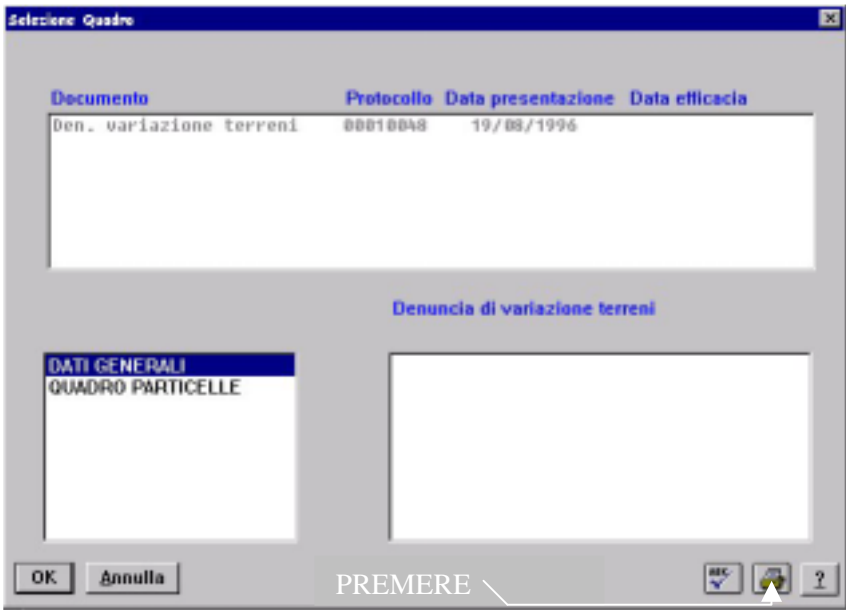 Selezione Quadro
Documento Protocollo Data presentazione Data efficacia
Den. variazione terreni 00010048 19/08/1996
Denuncia di variazione terreni
DATI GENERALI
QUADRO PARTICELLE
OK Annulla PREMERE ABC ?